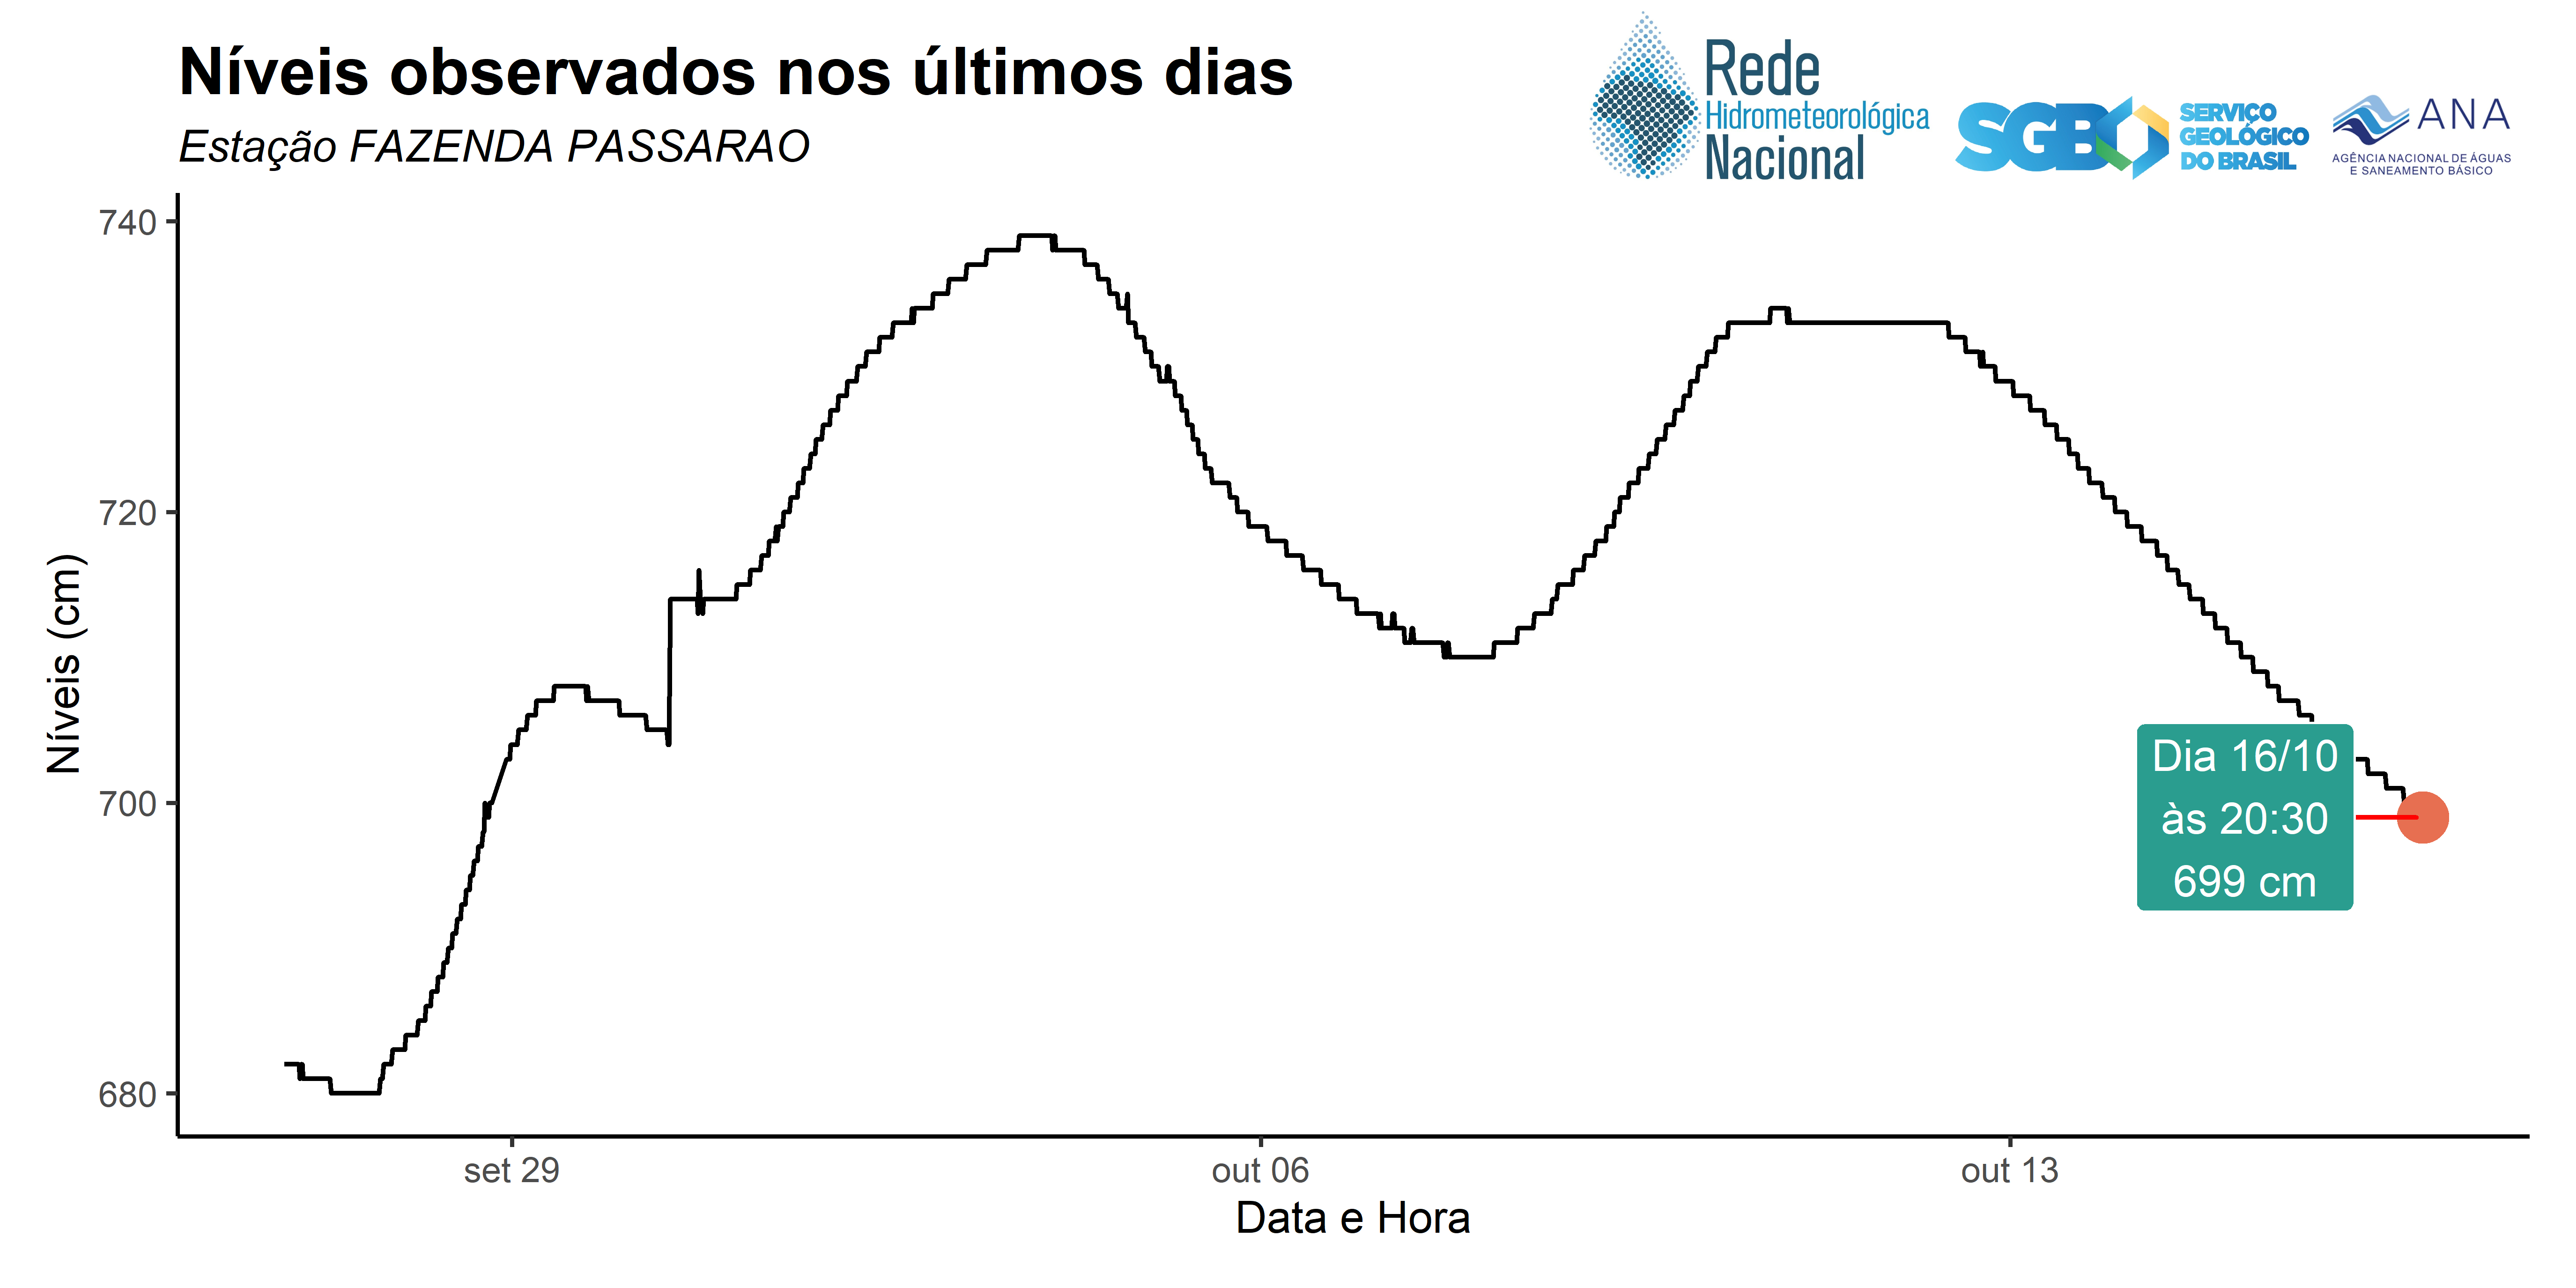 Níveis observados nos últimos dias
Estação FAZENDA PASSARAO
Rede
Hidrometeorológica
Nacional
SGB
SERVIÇO
GEOLÓGICO
DO BRASIL
ANA
AGÊNCIA NACIONAL DE ÁGUAS
E SANEAMENTO BÁSICO
Níveis (cm)
740
720
700
680
Dia 16/10
às 20:30
699 cm
set 29
out 06
out 13
Data e Hora